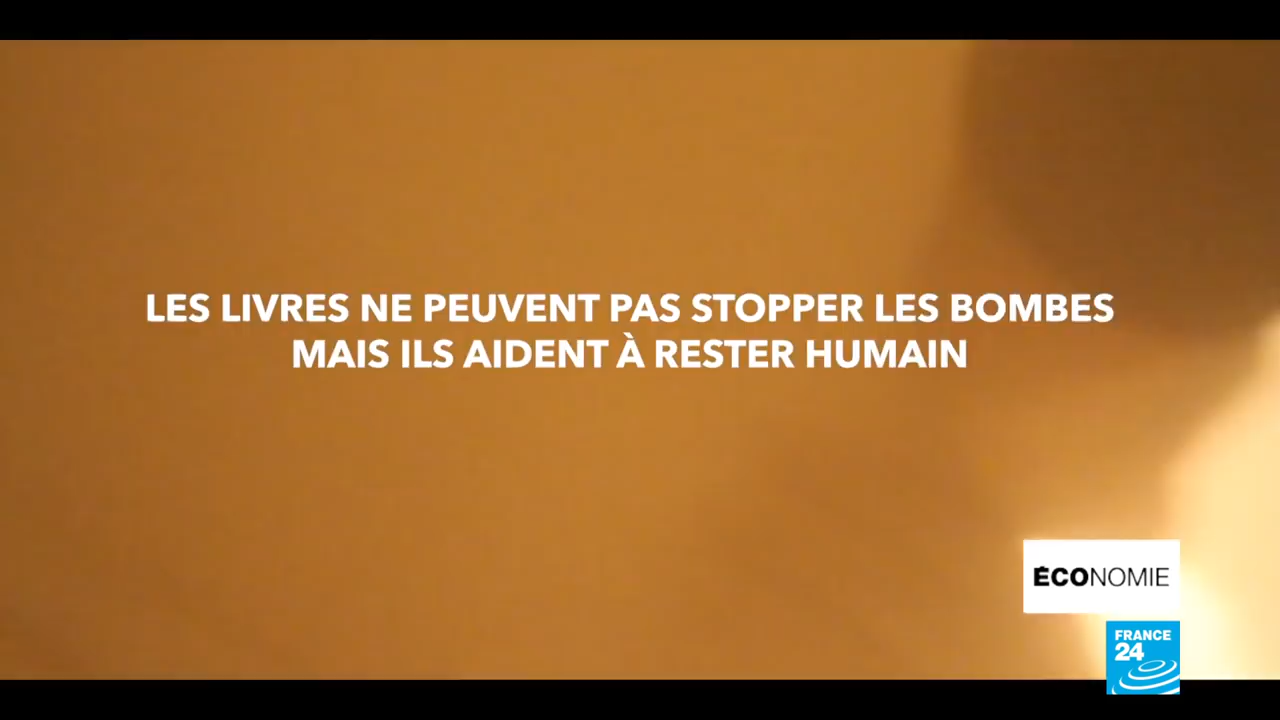 LES LIVRES NE PEUVENT PAS STOPPER LES BOMBES
MAIS ILS AIDENT À RESTER HUMAIN
ÉCONOMIE
FRANCE
24